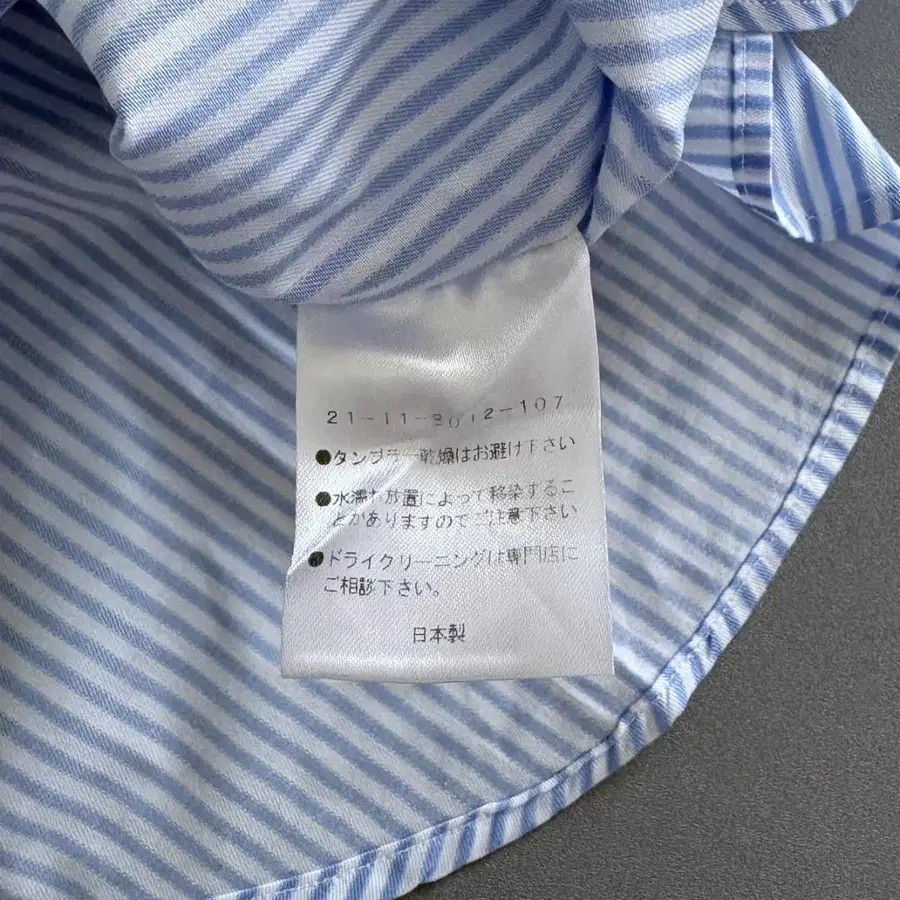 21-11-3012-107
●タンブラー乾燥はお避け下さい
●水濡れ放置によって移染するこ
とがありますのでご注意下さい
●ドライクリーニングは専門店に
ご相談下さい。
日本製